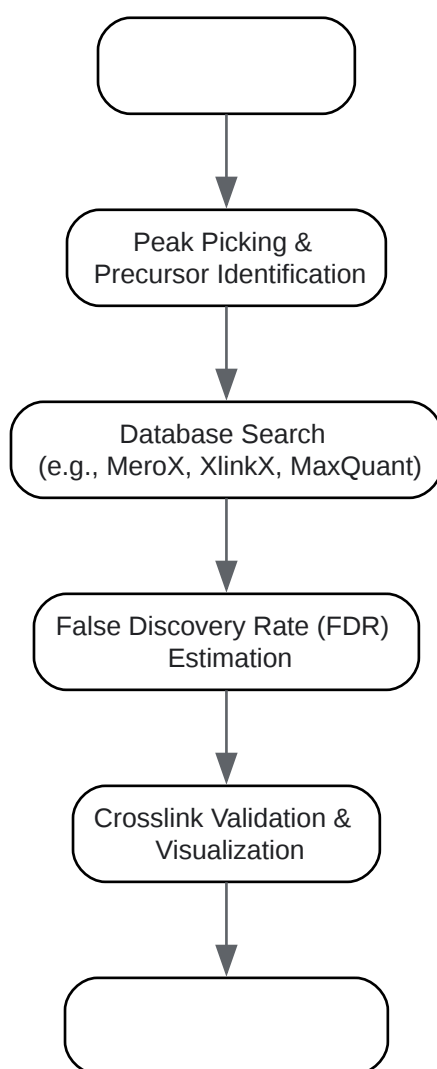 Peak Picking &
Precursor Identification
Database Search
(e.g., MeroX, XlinkX, MaxQuant)
False Discovery Rate (FDR)
Estimation
Crosslink Validation &
Visualization